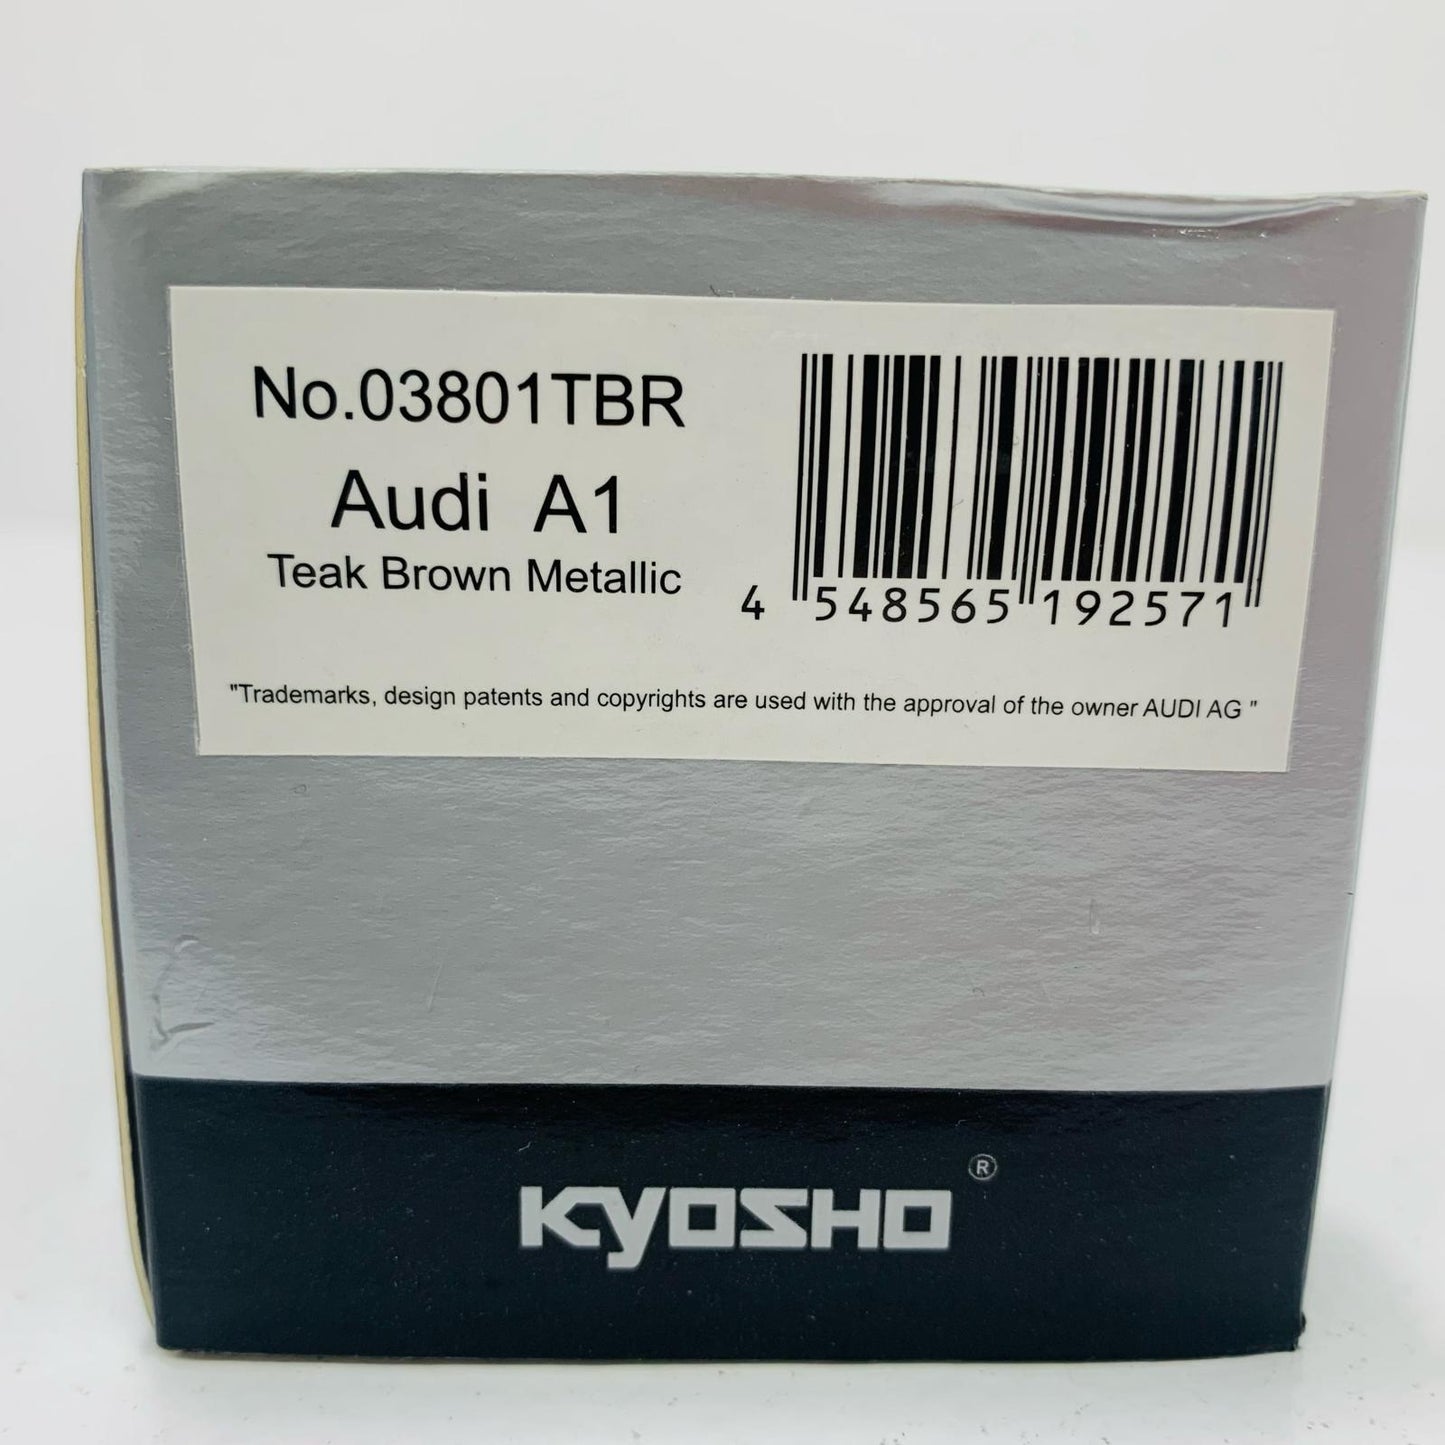 No.03801TBR
Audi A1
Teak Brown Metallic
4 548565 192571
"Trademarks, design patents and copyrights are used with the approval of the owner AUDI AG "
KYOSHO ®